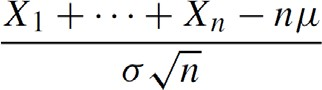 X₁ + · · · + Xₙ − nμ
σ√n